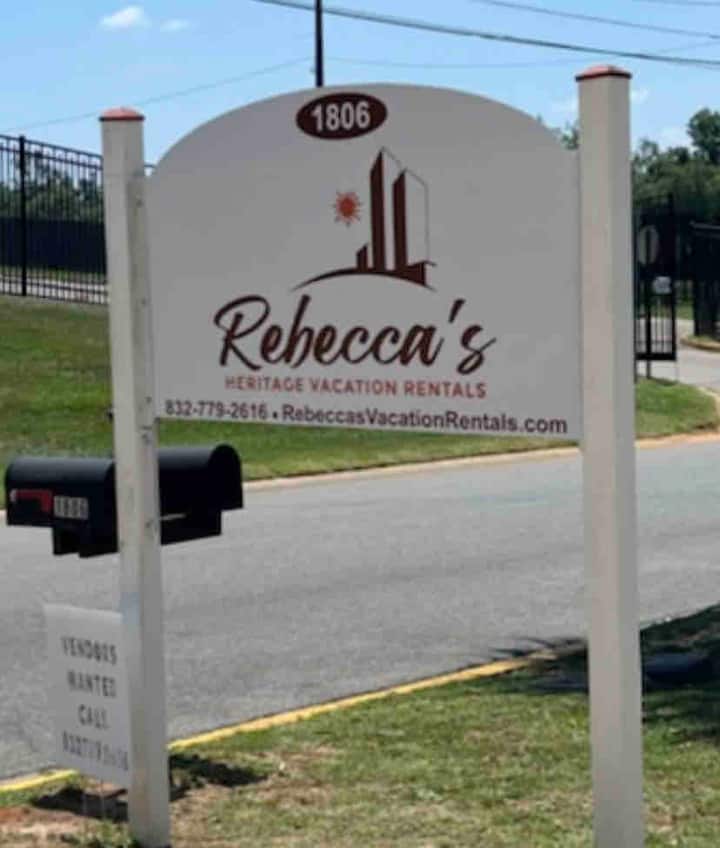 1806
Rebecca's
HERITAGE VACATION RENTALS
832-779-2616 • RebeccasVacationRentals.com
1806
VENDORS
WANTED
CALL